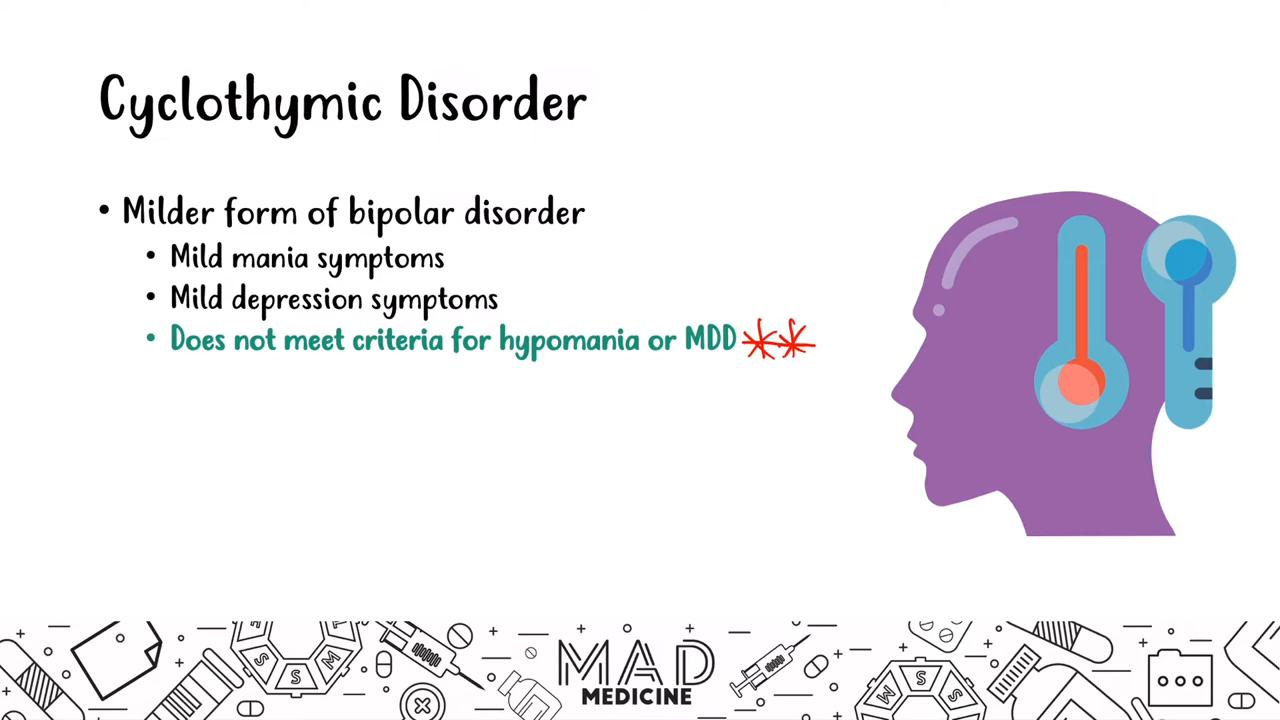 Cyclothymic Disorder
• Milder form of bipolar disorder
• Mild mania symptoms
• Mild depression symptoms
• Does not meet criteria for hypomania or MDD **
MAD
MEDICINE